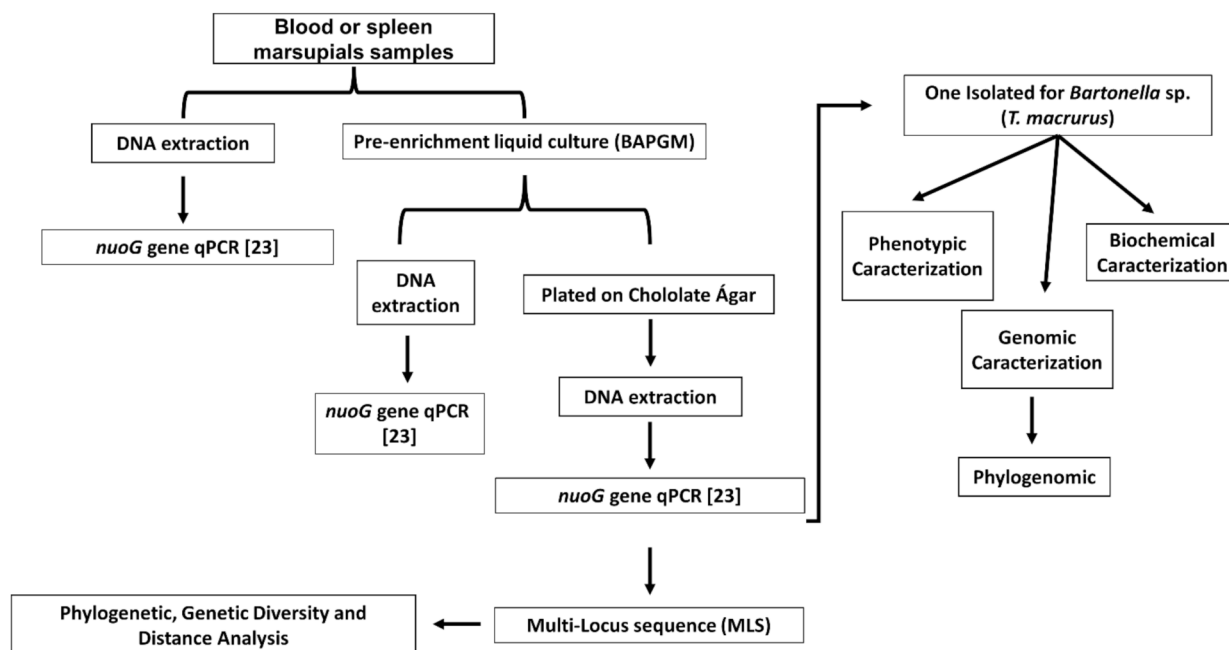 Blood or spleen
marsupials samples
DNA extraction
nuoG gene qPCR [23]
Pre-enrichment liquid culture (BAPGM)
DNA
extraction
nuoG gene qPCR
[23]
Plated on Chololate Ágar
DNA extraction
nuoG gene qPCR [23]
Multi-Locus sequence (MLS)
Phylogenetic, Genetic Diversity and
Distance Analysis
One Isolated for Bartonella sp.
(T. macrurus)
Phenotypic
Caracterization
Genomic
Caracterization
Phylogenomic
Biochemical
Caracterization